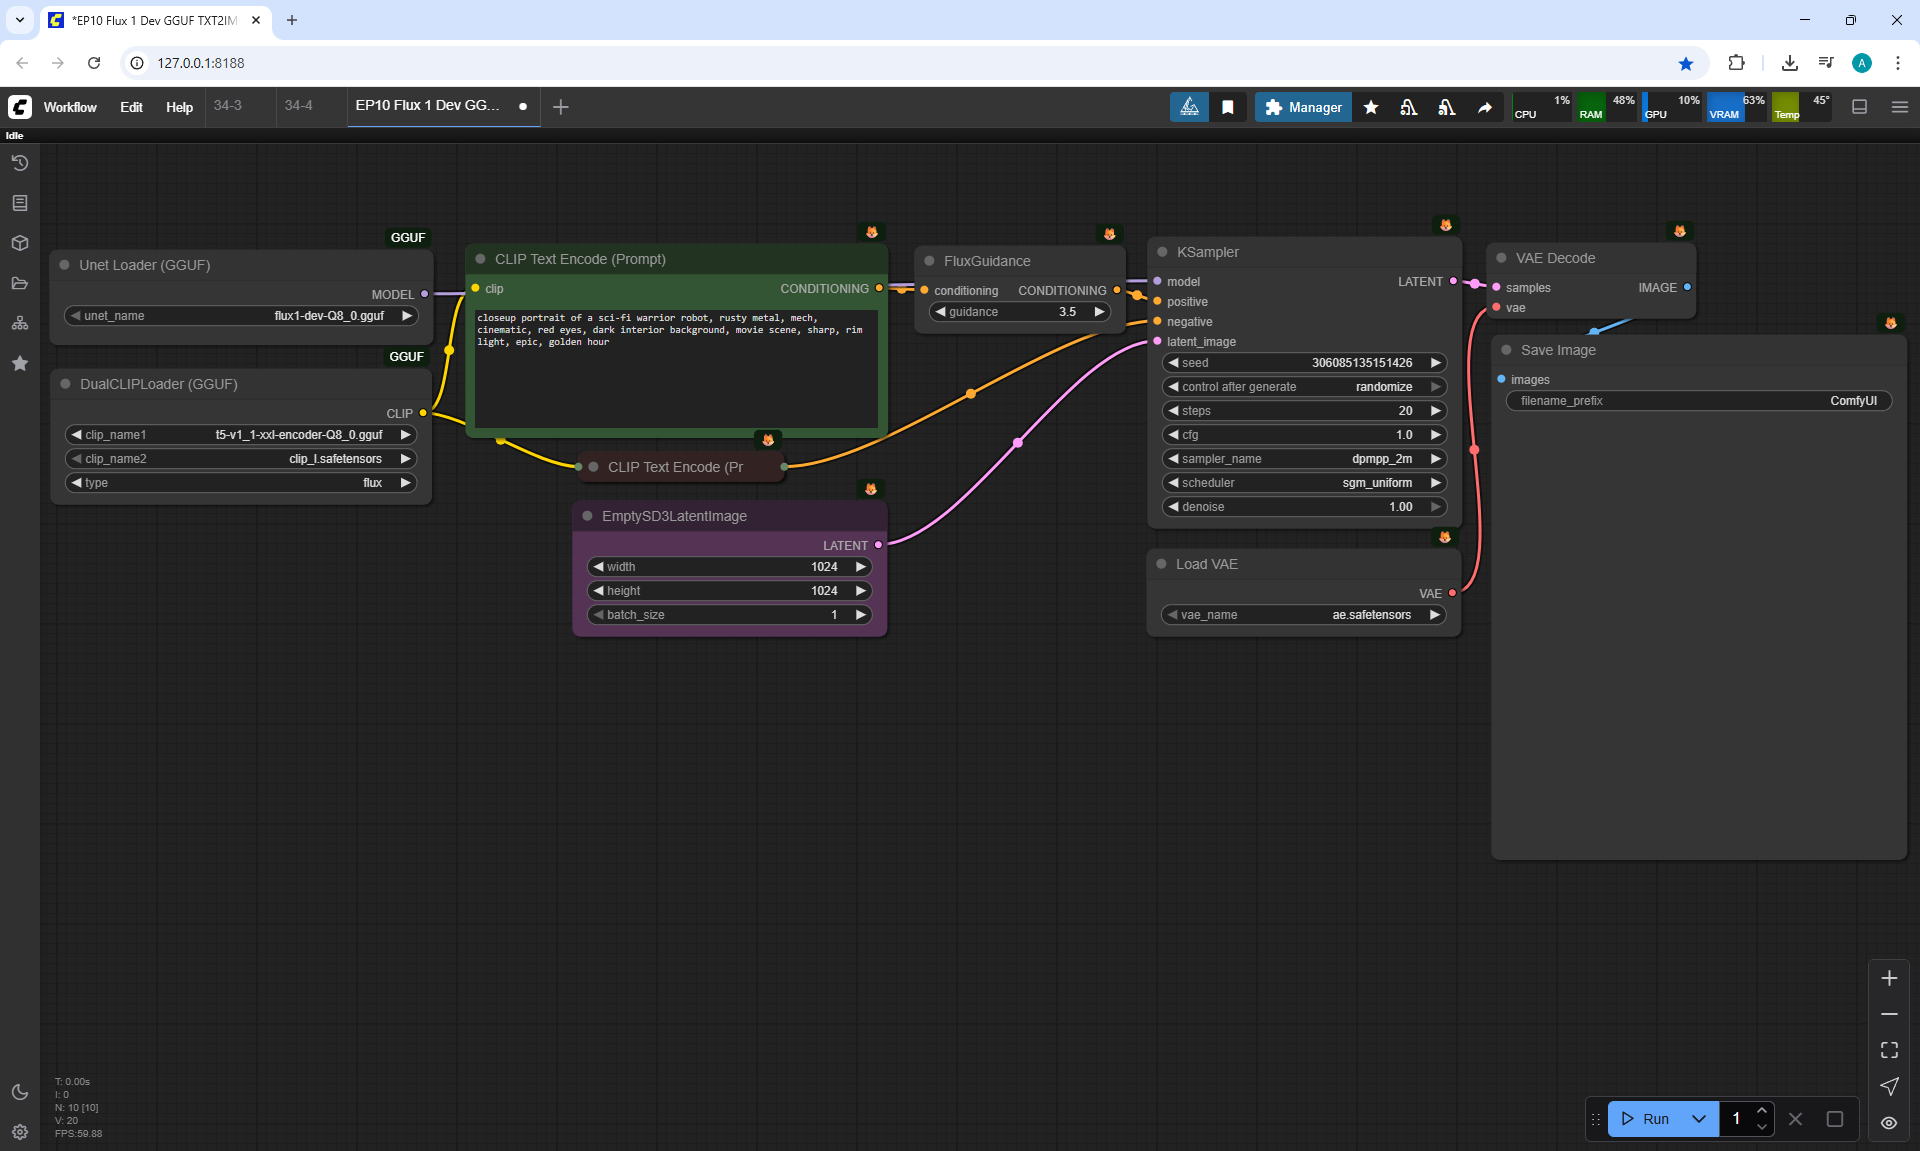 *EP10 Flux 1 Dev GGUF TXT2IM
127.0.0.1:8188
Workflow Edit Help 34-3 34-4 EP10 Flux 1 Dev GG...
Manager
CPU 1% RAM 48% GPU 10% VRAM 63% Temp 45°
A
Idle
GGUF
Unet Loader (GGUF)
MODEL
unet_name flux1-dev-Q8_0.gguf
GGUF
DualCLIPLoader (GGUF)
CLIP
clip_name1 t5-v1_1-xxl-encoder-Q8_0.gguf
clip_name2 clip_l.safetensors
type flux
CLIP Text Encode (Prompt)
clip CONDITIONING
closeup portrait of a sci-fi warrior robot, rusty metal, mech,
cinematic, red eyes, dark interior background, movie scene, sharp, rim
light, epic, golden hour
CLIP Text Encode (Pr
EmptySD3LatentImage
LATENT
width 1024
height 1024
batch_size 1
FluxGuidance
conditioning CONDITIONING
guidance 3.5
KSampler
model LATENT
positive
negative
latent_image
seed 306085135151426
control after generate randomize
steps 20
cfg 1.0
sampler_name dpmpp_2m
scheduler sgm_uniform
denoise 1.00
Load VAE
VAE
vae_name ae.safetensors
VAE Decode
samples IMAGE
vae
Save Image
images
filename_prefix ComfyUI
T: 0.00s
I: 0
N: 10 [10]
V: 20
FPS:59.88
Run 1